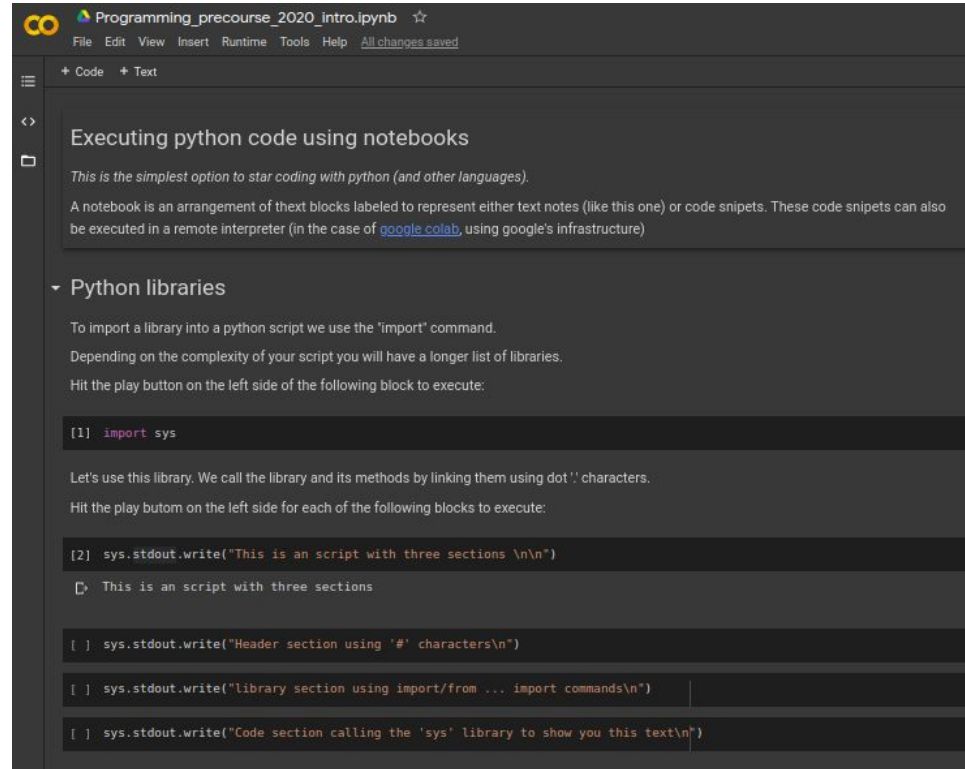 Programming_precourse_2020_intro.ipynb
File Edit View Insert Runtime Tools Help All changes saved
+ Code + Text
Executing python code using notebooks
This is the simplest option to star coding with python (and other languages).
A notebook is an arrangement of thext blocks labeled to represent either text notes (like this one) or code snipets. These code snipets can also
be executed in a remote interpreter (in the case of google colab, using google's infrastructure)
Python libraries
To import a library into a python script we use the "import" command.
Depending on the complexity of your script you will have a longer list of libraries.
Hit the play button on the left side of the following block to execute:
[1] import sys
Let's use this library. We call the library and its methods by linking them using dot '.' characters.
Hit the play butom on the left side for each of the following blocks to execute:
[2] sys.stdout.write("This is an script with three sections \n\n")
This is an script with three sections
[ ] sys.stdout.write("Header section using '#' characters\n")
[ ] sys.stdout.write("library section using import/from ... import commands\n")
[ ] sys.stdout.write("Code section calling the 'sys' library to show you this text\n")